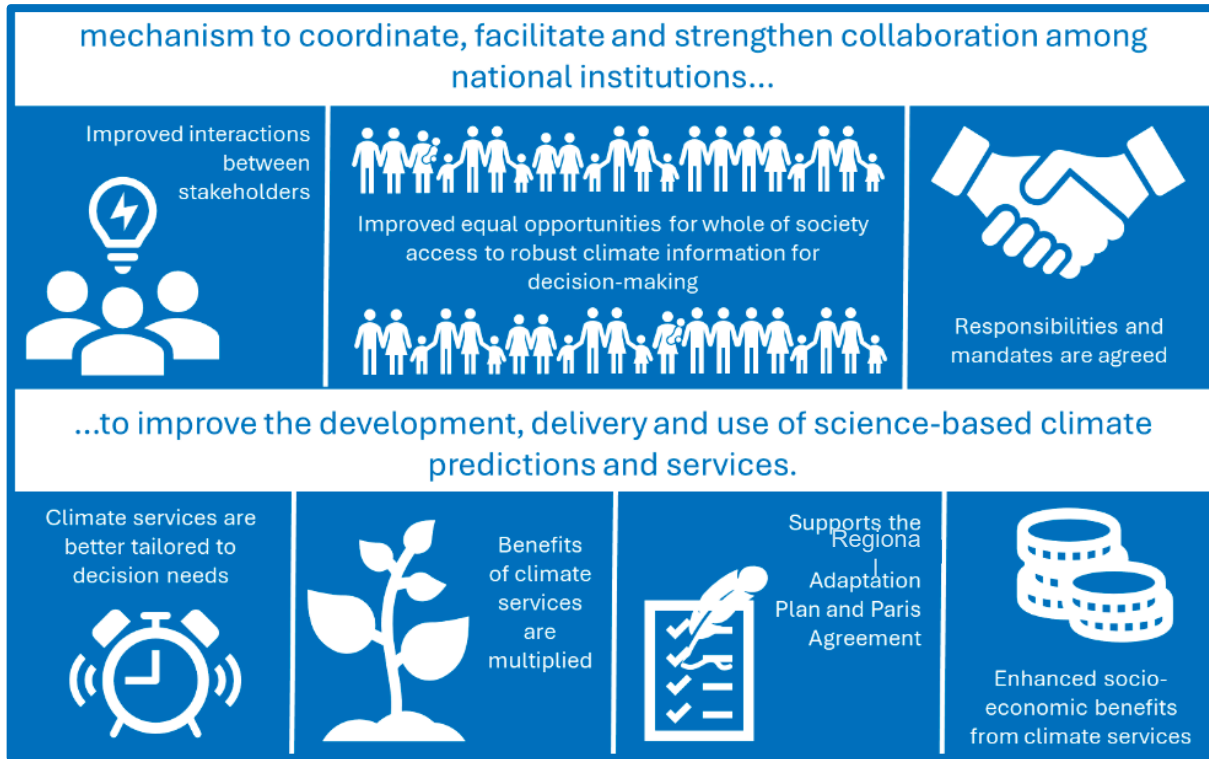 mechanism to coordinate, facilitate and strengthen collaboration among
national institutions...
Improved interactions
between
stakeholders
Improved equal opportunities for whole of society
access to robust climate information for
decision-making
Responsibilities and
mandates are agreed
...to improve the development, delivery and use of science-based climate
predictions and services.
Climate services are
better tailored to
decision needs
Benefits
of climate
services
are
multiplied
Supports the
Regiona
l
Adaptation
Plan and Paris
Agreement
Enhanced socio-
economic benefits
from climate services